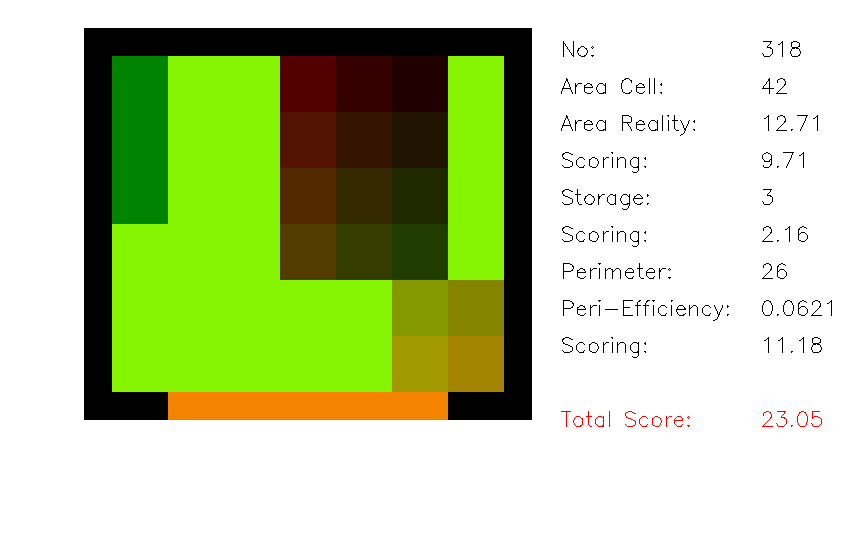 No: 318
Area Cell: 42
Area Reality: 12.71
Scoring: 9.71
Storage: 3
Scoring: 2.16
Perimeter: 26
Peri-Efficiency: 0.0621
Scoring: 11.18
Total Score: 23.05